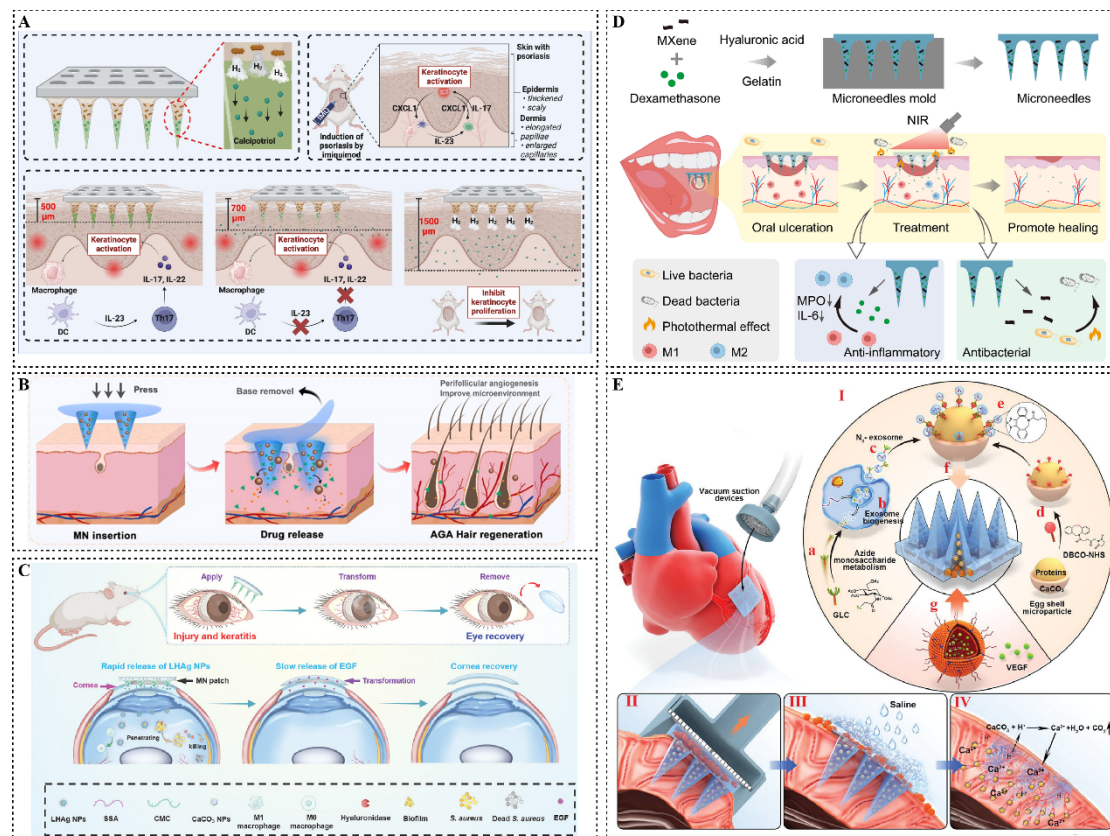 A
H₂
H₂
H₂
Calcipotriol
Induction of
psoriasis by
imiquimod
Skin with
psoriasis
Keratinocyte
activation
CXCL1
CXCL1
IL-17
IL-23
Epidermis
• thickened
• scaly
Dermis
• elongated
papillae
• enlarged
capillaries
500
μm
Keratinocyte
activation
Macrophage
IL-17, IL-22
DC
IL-23
Th17
700
μm
Keratinocyte
activation
Macrophage
IL-17, IL-22
DC
IL-23
Th17
1500
μm
H₂ H₂ H₂ H₂ H₂
Inhibit
keratinocyte
proliferation
B
Press
MN insertion
Base removel
Drug release
Perifollicular angiogenesis
Improve microenvironment
AGA Hair regeneration
C
Apply
Transform
Remove
Injury and keratitis
Eye recovery
Rapid release of LHAg NPs
Slow release of EGF
Cornea recovery
Cornea
MN patch
Transformation
Penetrating
killing
LHAg NPs
SSA
CMC
CaCO₃ NPs
M1
macrophage
M0
macrophage
Hyaluronidase
Biofilm
S. aureus
Dead S. aureus
EGF
D
MXene
+
Dexamethasone
Hyaluronic acid
Gelatin
Microneedles mold
Microneedles
NIR
Oral ulceration
Treatment
Promote healing
Live bacteria
Dead bacteria
Photothermal effect
M1
M2
MPO↓
IL-6↓
Anti-inflammatory
Antibacterial
E
Vacuum suction
devices
I
e
N₃- exosome
c
f
b
Exosome
biogenesis
a
Azide
monosaccharide
metabolism
GLC
d
DBCO-NHS
Proteins
CaCO₃
Egg shell
microparticle
g
VEGF
II
III
Saline
IV
CaCO₃ + H⁺ → Ca²⁺ +H₂O + CO₂
Ca²⁺
Ca²⁺
Ca²⁺
Ca²⁺
Ca²⁺